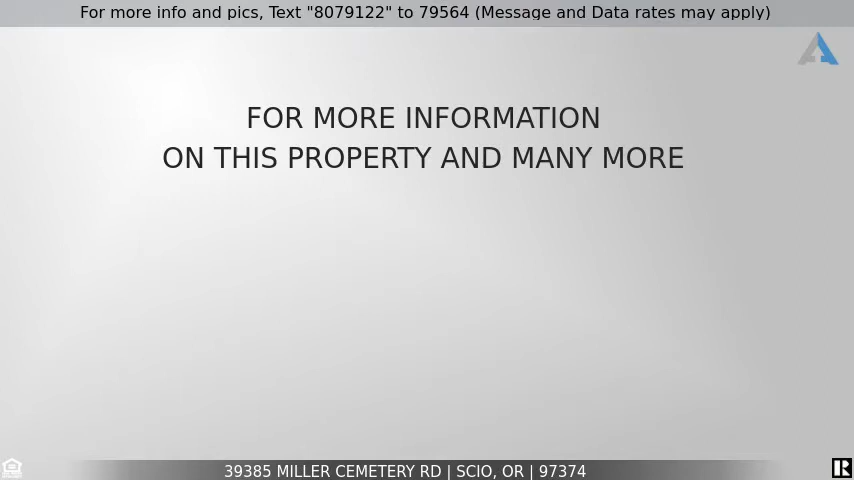 For more info and pics, Text "8079122" to 79564 (Message and Data rates may apply)
FOR MORE INFORMATION
ON THIS PROPERTY AND MANY MORE
39385 MILLER CEMETERY RD | SCIO, OR | 97374